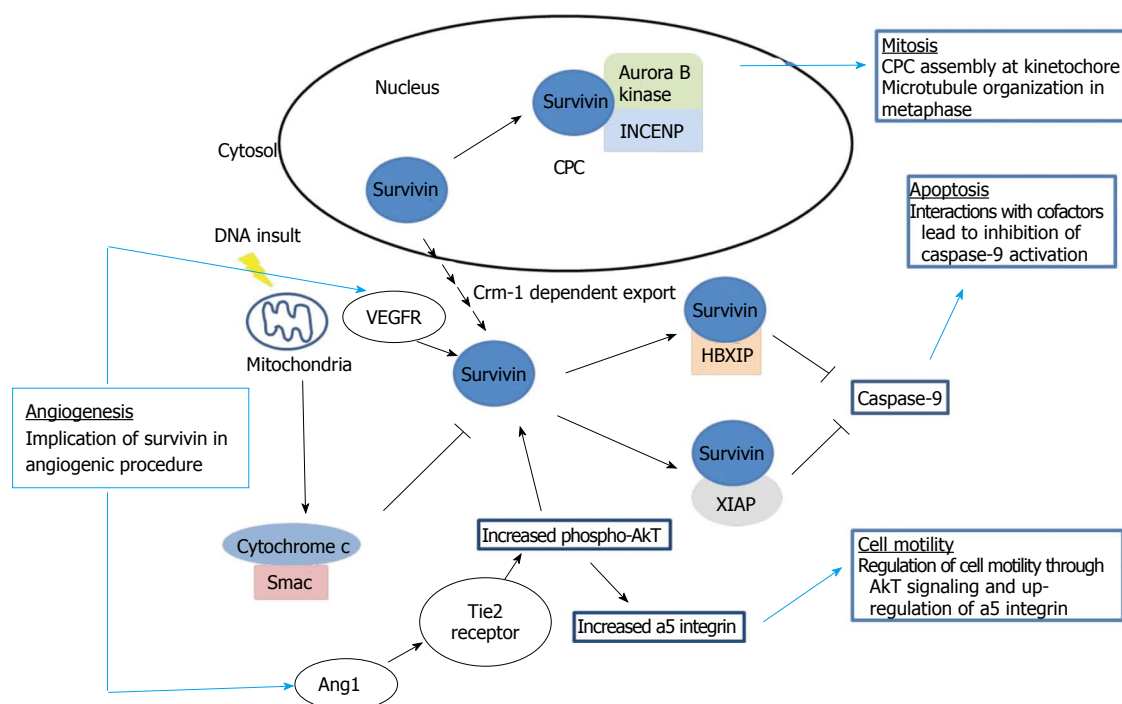 Mitosis
CPC assembly at kinetochore
Microtubule organization in
metaphase
Nucleus
Survivin
Aurora B
kinase
INCENP
CPC
Cytosol
Survivin
Apoptosis
Interactions with cofactors
lead to inhibition of
caspase-9 activation
DNA insult
Crm-1 dependent export
VEGFR
Mitochondria
Survivin
Survivin
HBXIP
Caspase-9
Angiogenesis
Implication of survivin in
angiogenic procedure
Survivin
XIAP
Cytochrome c
Smac
Increased phospho-AkT
Tie2
receptor
Increased a5 integrin
Cell motility
Regulation of cell motility through
AkT signaling and up-
regulation of a5 integrin
Ang1